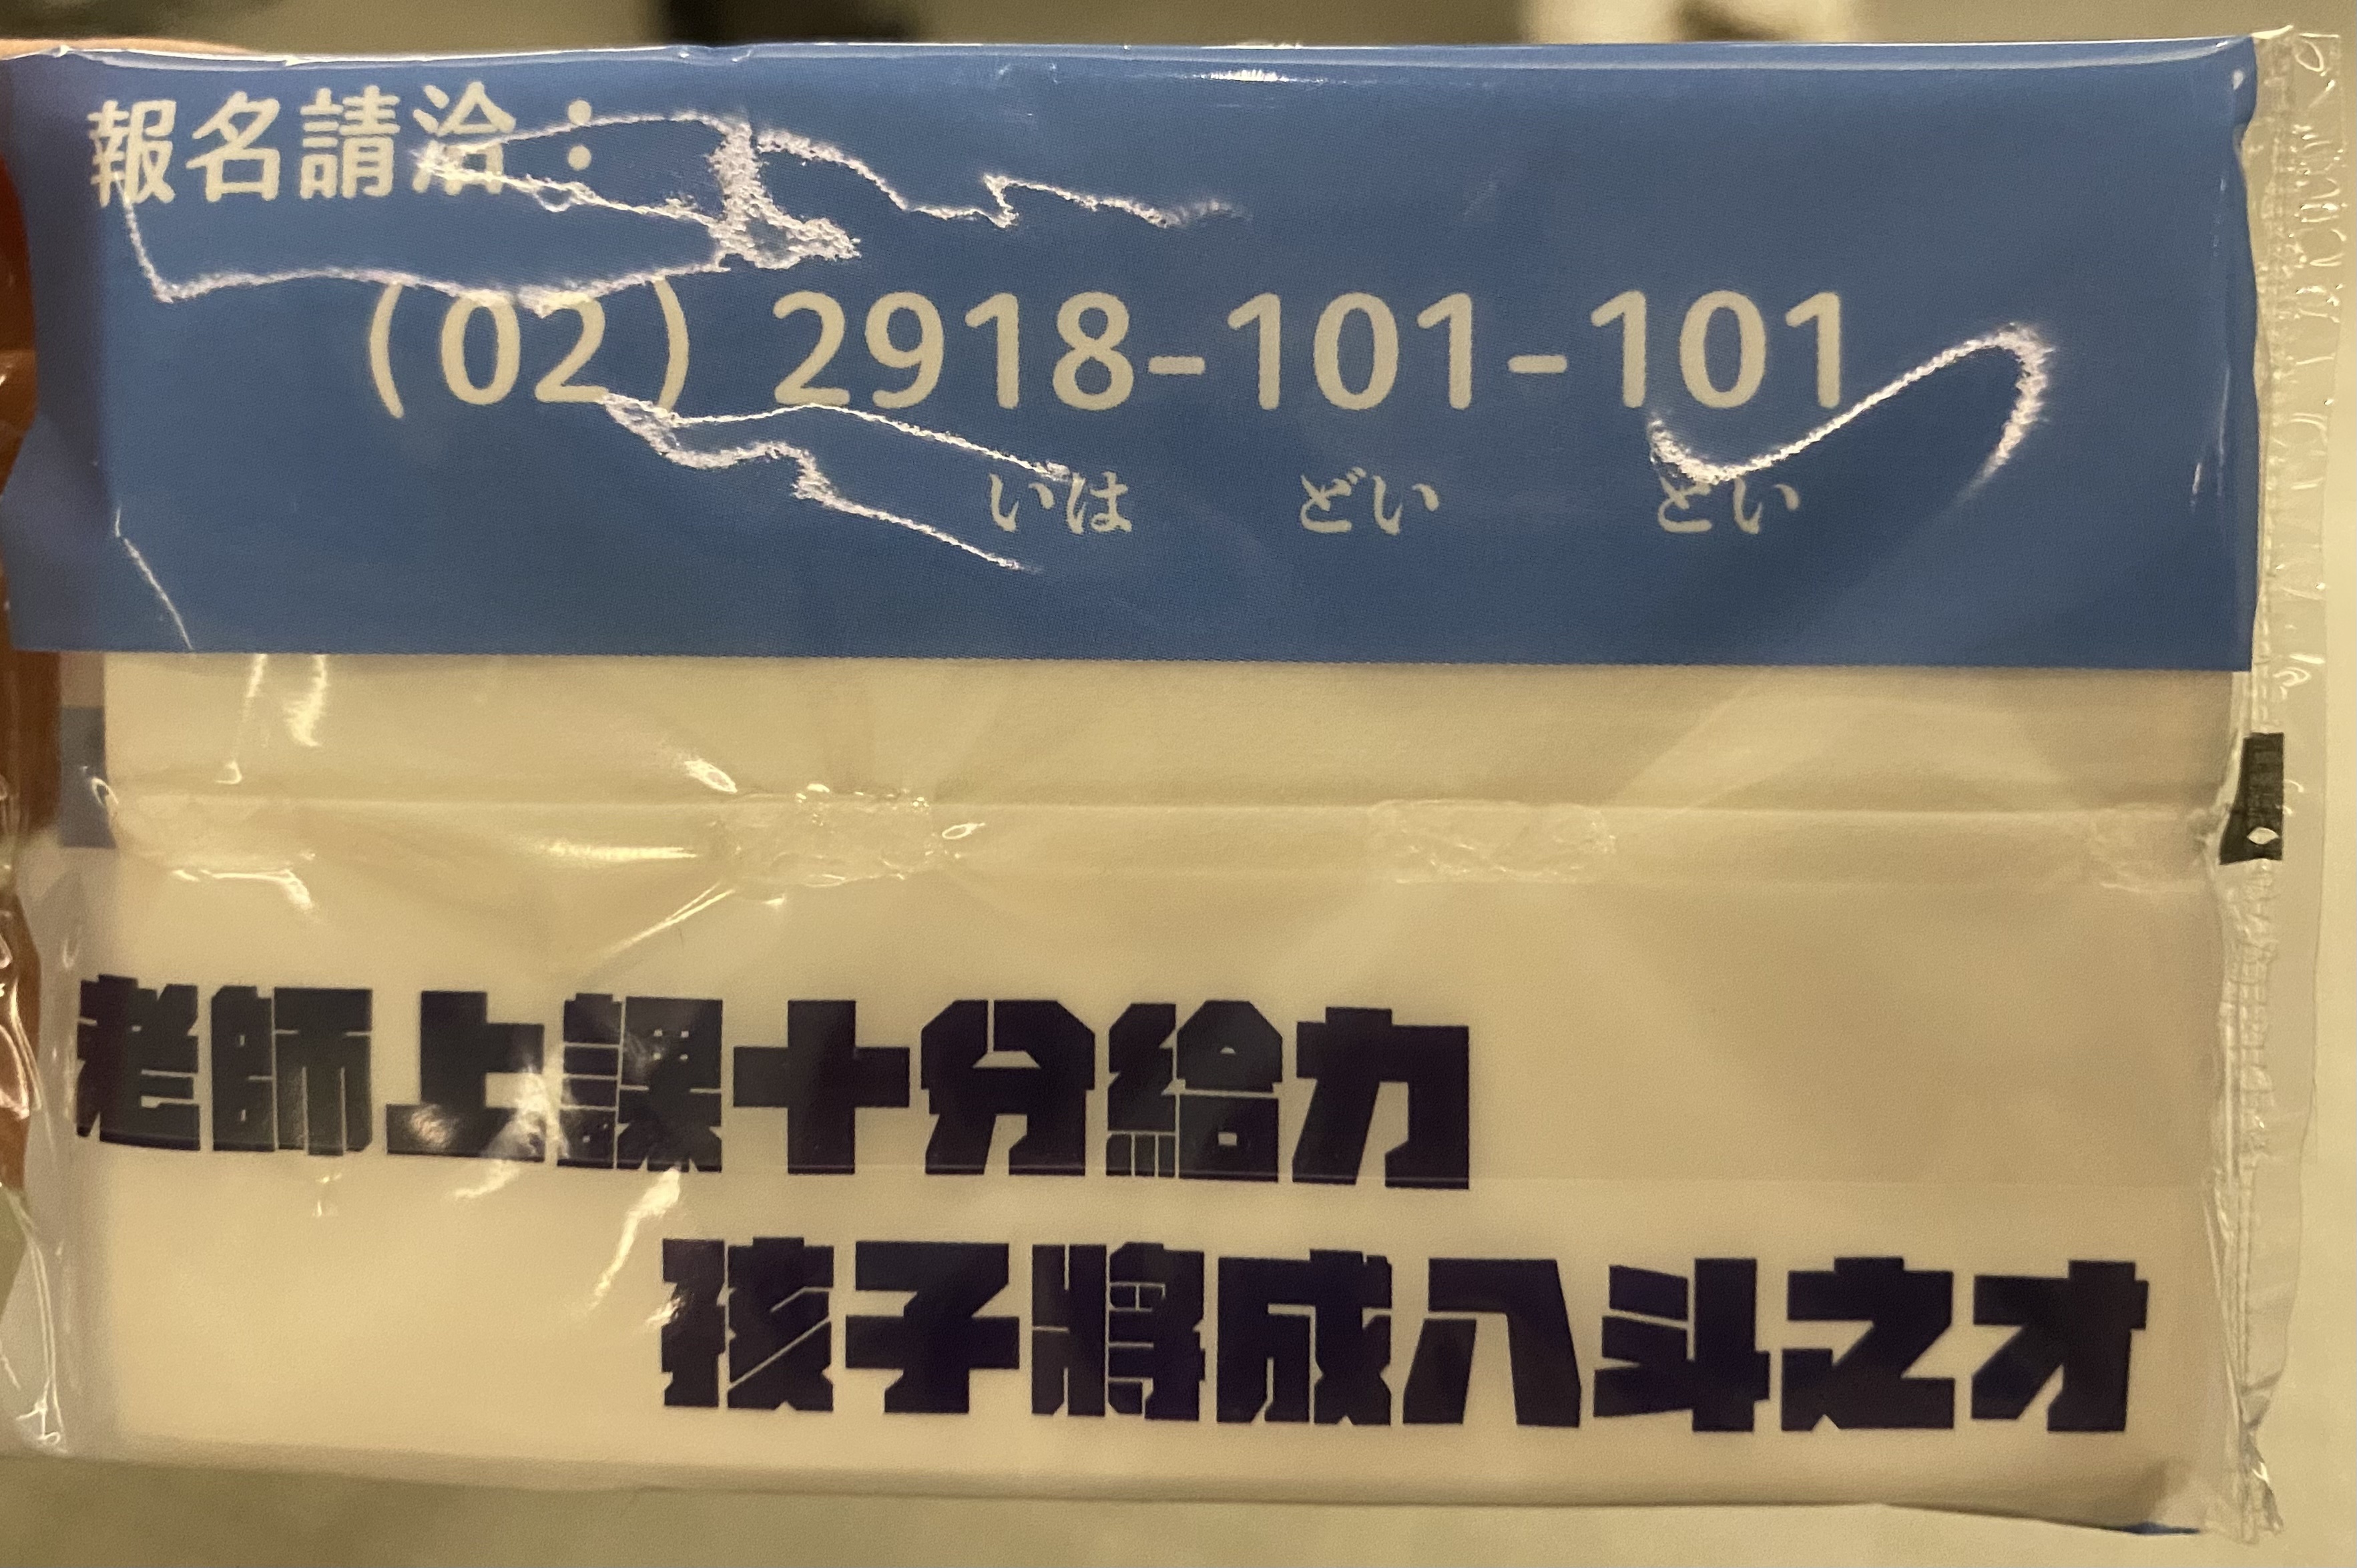 報名請洽：
(02) 2918-101-101
いは どい どい
老師上課十分給力
孩子將成八斗之才